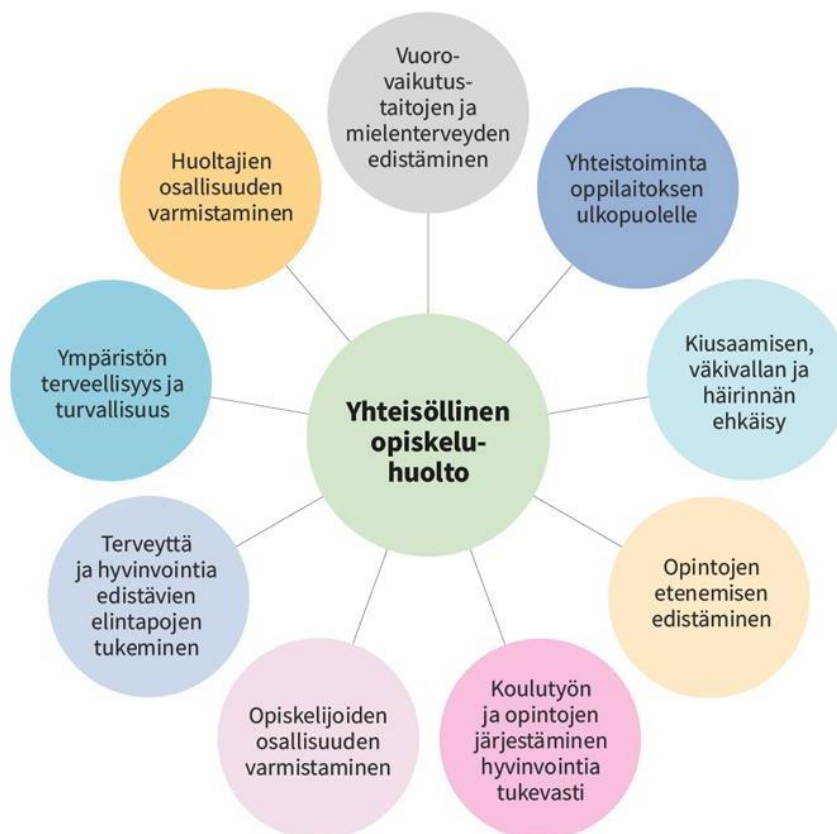 Vuoro-
vaikutus-
taitojen ja
mielenterveyden
edistäminen
Yhteistoiminta
oppilaitoksen
ulkopuolelle
Kiusaamisen,
väkivallan ja
häirinnän
ehkäisy
Opintojen
etenemisen
edistäminen
Koulutyön
ja opintojen
järjestäminen
hyvinvointia
tukevasti
Opiskelijoiden
osallisuuden
varmistaminen
Terveyttä
ja hyvinvointia
edistävien
elintapojen
tukeminen
Ympäristön
terveellisyys ja
turvallisuus
Huoltajien
osallisuuden
varmistaminen
Yhteisöllinen
opiskelu-
huolto